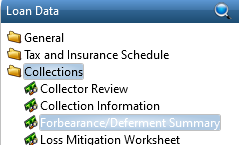 Loan Data
General
Tax and Insurance Schedule
Collections
Collector Review
Collection Information
Forbearance/Deferment Summary
Loss Mitigation Worksheet